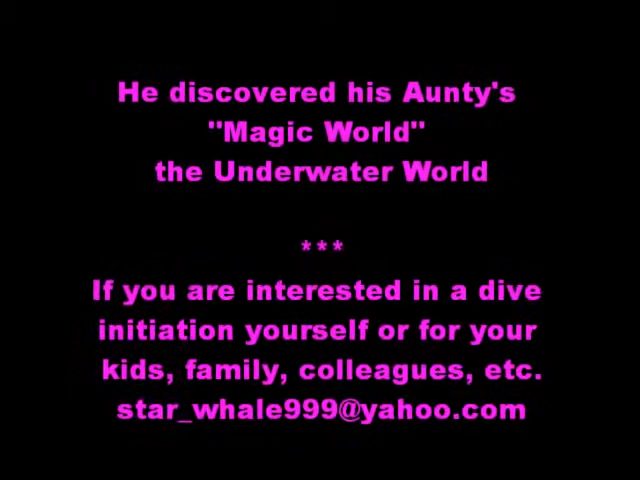 He discovered his Aunty's
"Magic World"
the Underwater World
***
If you are interested in a dive
initiation yourself or for your
kids, family, colleagues, etc.
star_whale999@yahoo.com